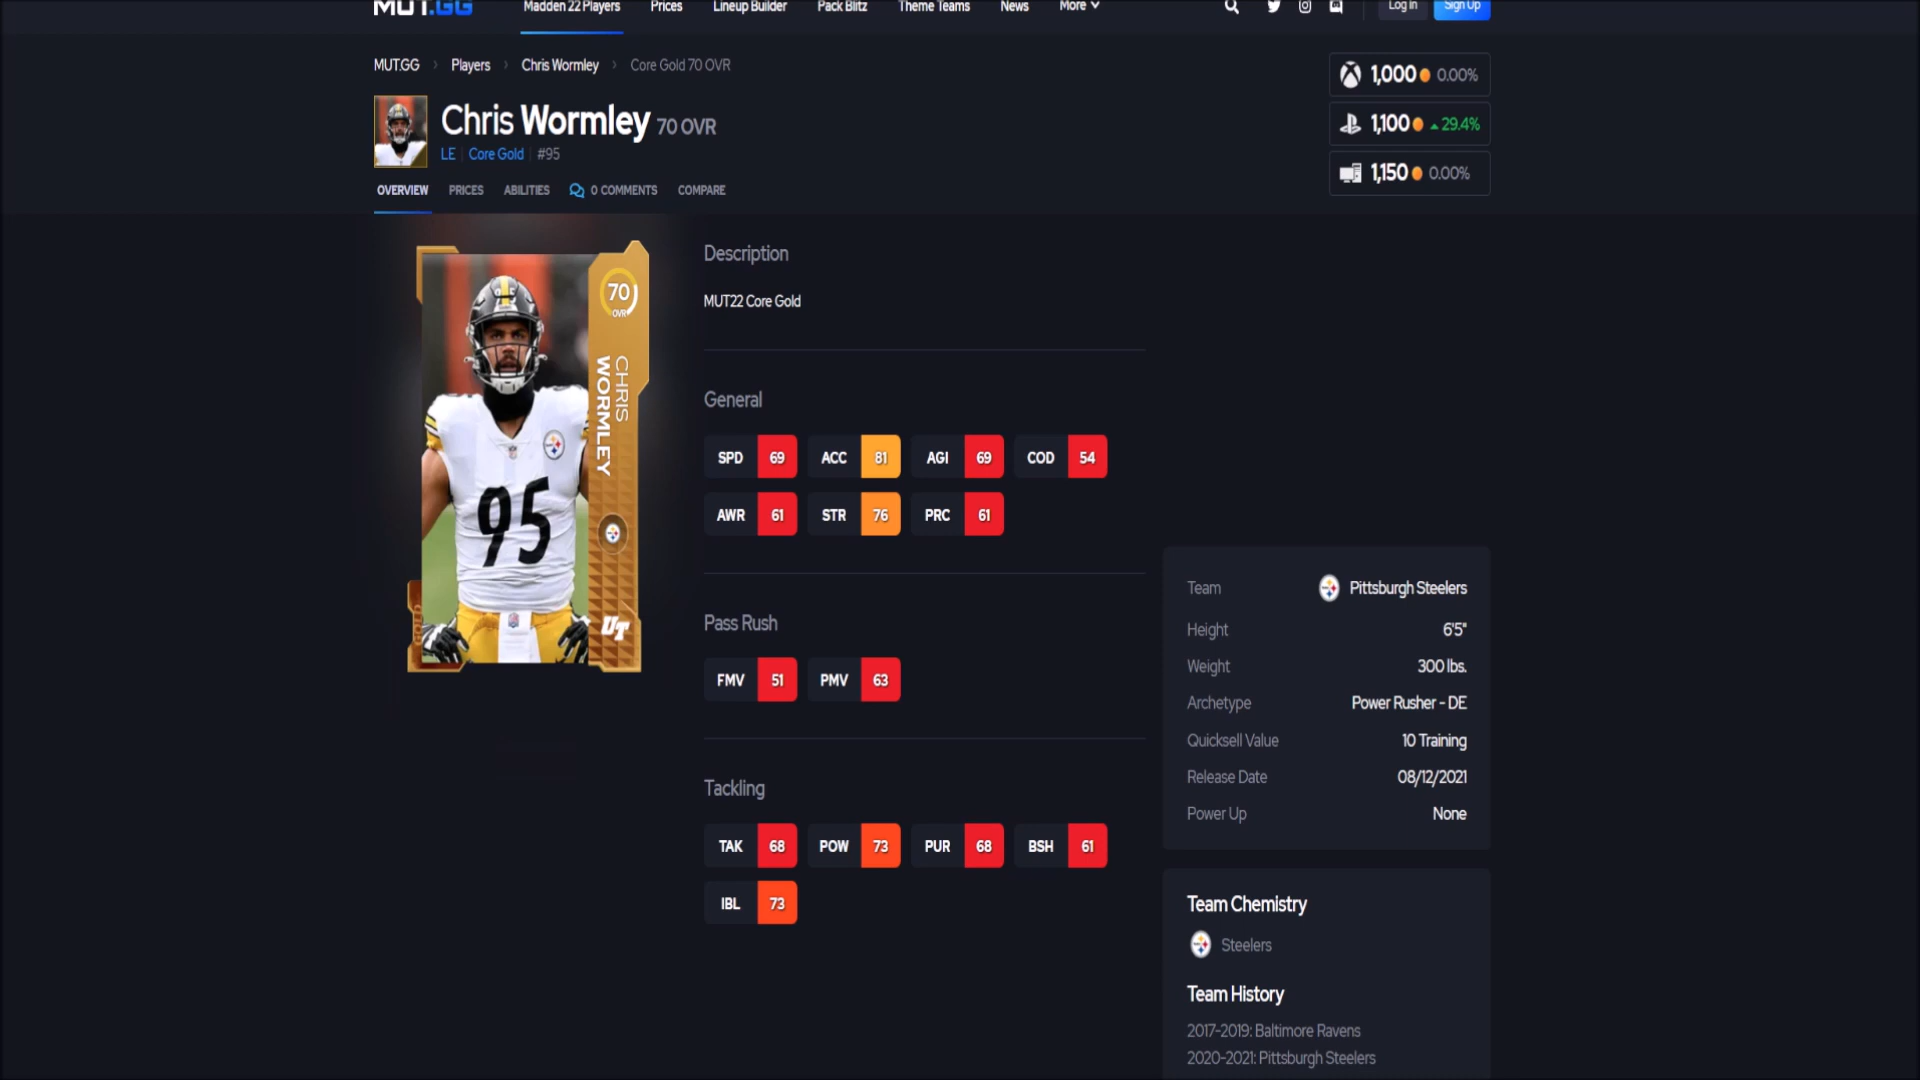 MUT.GG
Madden 22 Players Prices Lineup Builder Pack Blitz Theme Teams News More Log In Sign Up
MUT.GG Players Chris Wormley Core Gold 70 OVR
1,000 0.00%
Chris Wormley 70 OVR
1,100 29.4%
LE Core Gold #95
1,150 0.00%
OVERVIEW PRICES ABILITIES 0 COMMENTS COMPARE
70
OVR
CHRIS
WORMLEY
95
GOLD
UT
Description
MUT22 Core Gold
General
SPD 69 ACC 81 AGI 69 COD 54
AWR 61 STR 76 PRC 61
Pass Rush
FMV 51 PMV 63
Tackling
TAK 68 POW 73 PUR 68 BSH 61
IBL 73
Team Pittsburgh Steelers
Height 6'5"
Weight 300 lbs.
Archetype Power Rusher - DE
Quicksell Value 10 Training
Release Date 08/12/2021
Power Up None
Team Chemistry
Steelers
Team History
2017-2019: Baltimore Ravens
2020-2021: Pittsburgh Steelers